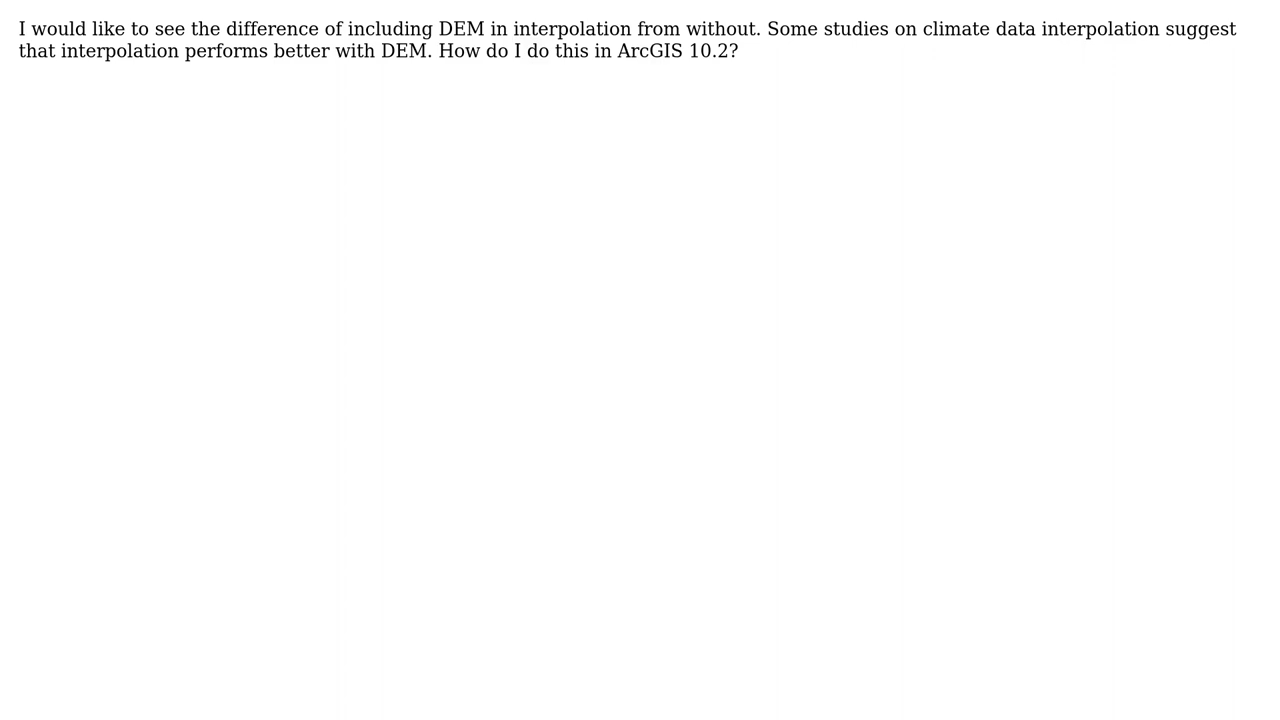 I would like to see the difference of including DEM in interpolation from without. Some studies on climate data interpolation suggest
that interpolation performs better with DEM. How do I do this in ArcGIS 10.2?